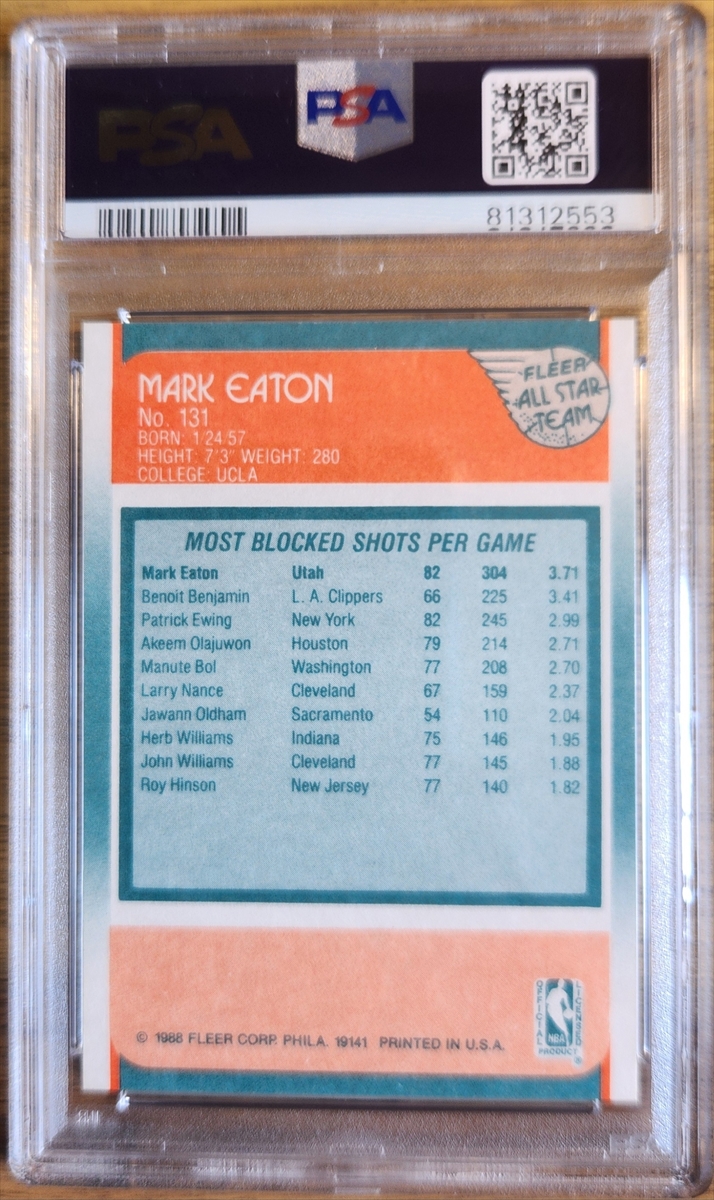 PSA PSA
81312553
MARK EATON
No. 131
BORN: 1·24·57
HEIGHT: 7'3" WEIGHT: 280
COLLEGE: UCLA
FLEER
ALL STAR
TEAM
MOST BLOCKED SHOTS PER GAME
Mark Eaton Utah 82 304 3.71
Benoit Benjamin L. A. Clippers 66 225 3.41
Patrick Ewing New York 82 245 2.99
Akeem Olajuwon Houston 79 214 2.71
Manute Bol Washington 77 208 2.70
Larry Nance Cleveland 67 159 2.37
Jawann Oldham Sacramento 54 110 2.04
Herb Williams Indiana 75 146 1.95
John Williams Cleveland 77 145 1.88
Roy Hinson New Jersey 77 140 1.82
OFFICIAL LICENSED
NBA
PRODUCT ®
© 1988 FLEER CORP. PHILA. 19141 PRINTED IN U.S.A.